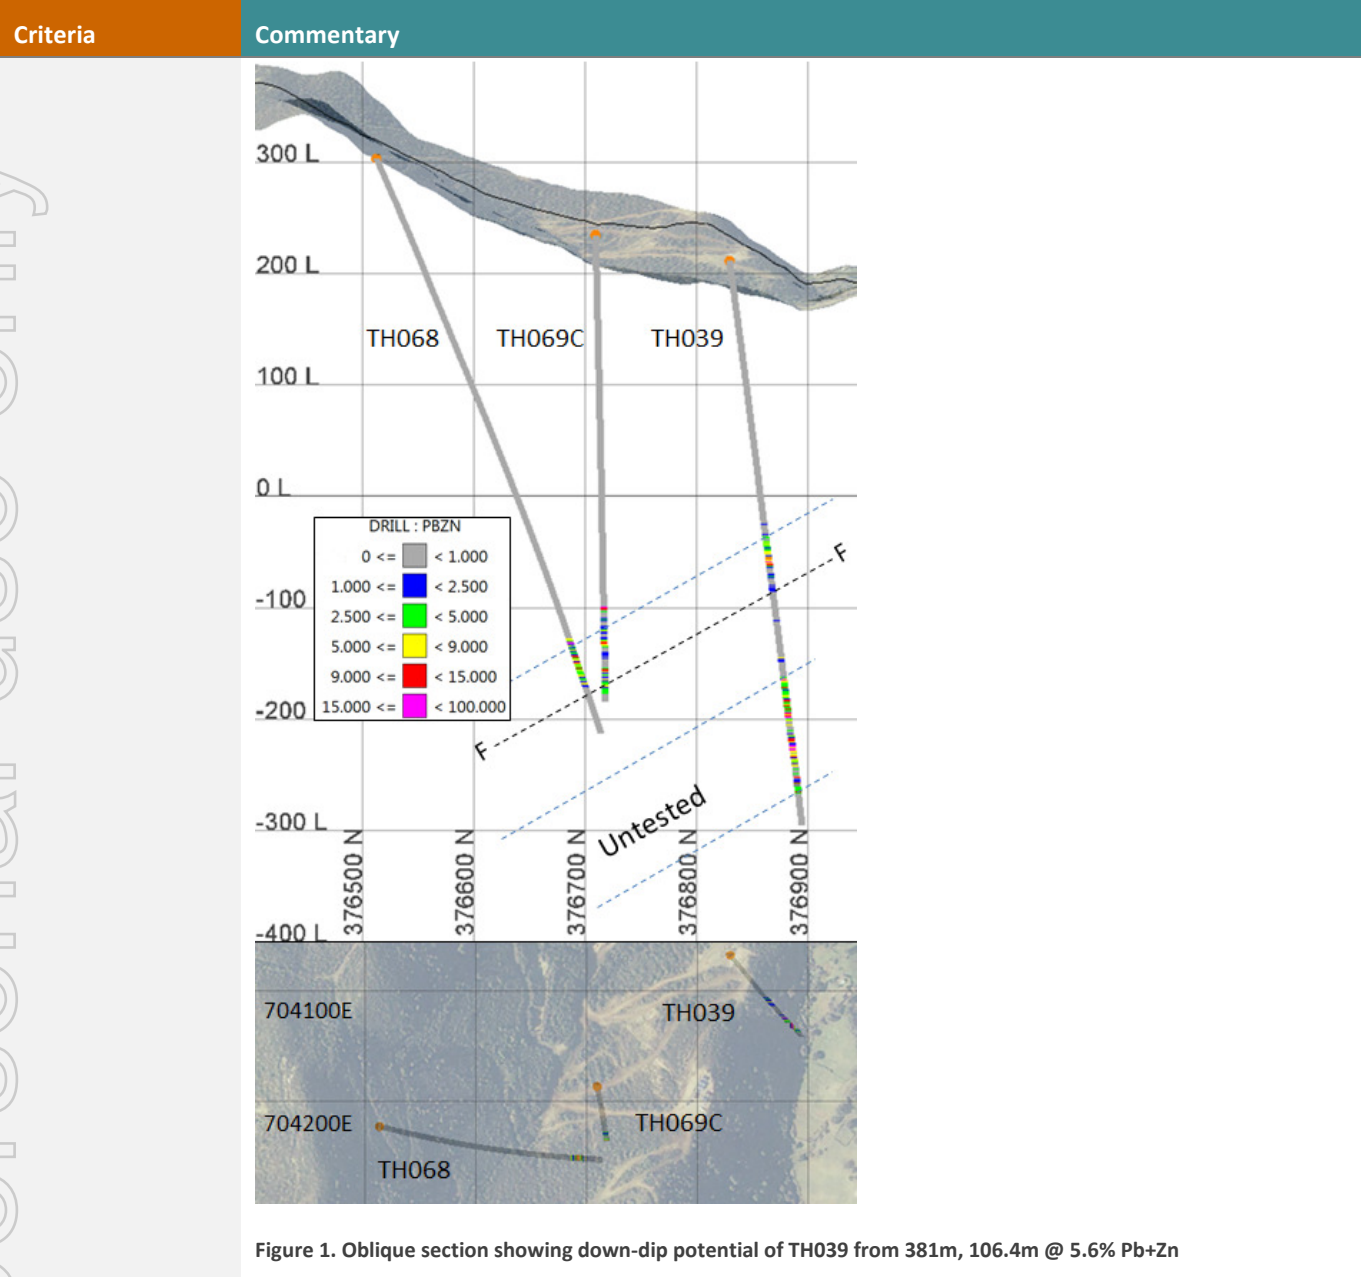 Criteria
Commentary
300 L
200 L
TH068
TH069C
TH039
100 L
0 L
DRILL : PBZN
0 <= < 1.000
1.000 <= < 2.500
2.500 <= < 5.000
5.000 <= < 9.000
9.000 <= < 15.000
15.000 <= < 100.000
F
-100
-200
F
Untested
-300 L
376500 N
376600 N
376700 N
376800 N
376900 N
-400 L
704100E
TH039
704200E
TH069C
TH068
Figure 1. Oblique section showing down-dip potential of TH039 from 381m, 106.4m @ 5.6% Pb+Zn